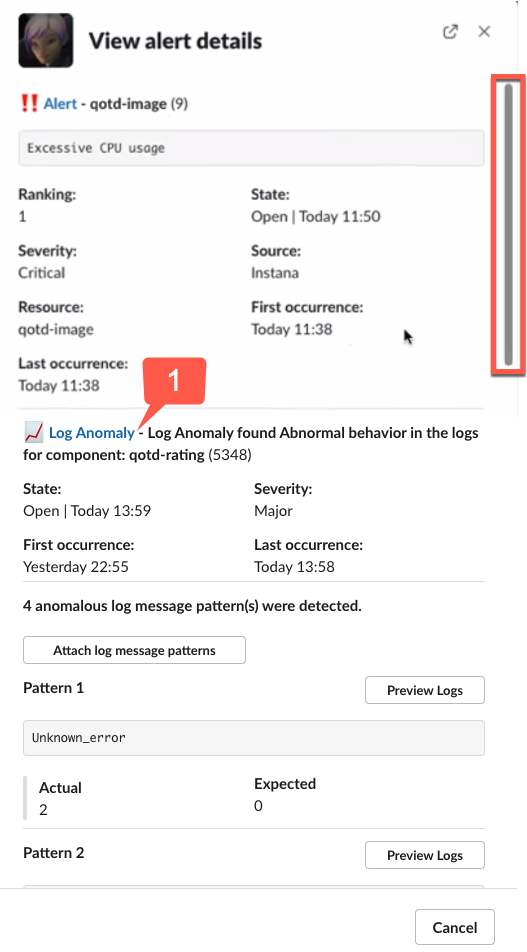 View alert details
‼ Alert - qotd-image (9)
Excessive CPU usage
Ranking: State:
1 Open | Today 11:50
Severity: Source:
Critical Instana
Resource: First occurrence:
qotd-image Today 11:38
Last occurrence:
Today 11:38
1
Log Anomaly - Log Anomaly found Abnormal behavior in the logs
for component: qotd-rating (5348)
State: Severity:
Open | Today 13:59 Major
First occurrence: Last occurrence:
Yesterday 22:55 Today 13:58
4 anomalous log message pattern(s) were detected.
Attach log message patterns
Pattern 1 Preview Logs
Unknown_error
Actual Expected
2 0
Pattern 2 Preview Logs
Cancel